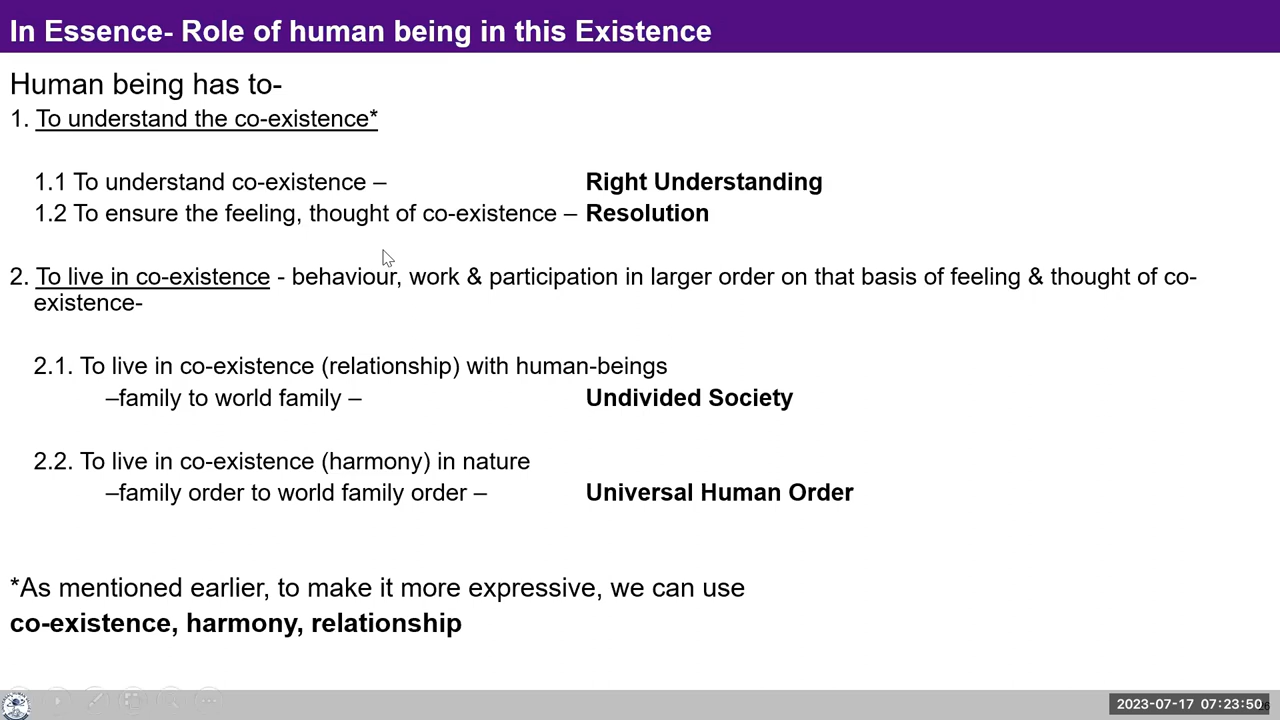 In Essence- Role of human being in this Existence
Human being has to-
1. To understand the co-existence*
1.1 To understand co-existence – Right Understanding
1.2 To ensure the feeling, thought of co-existence – Resolution
2. To live in co-existence - behaviour, work & participation in larger order on that basis of feeling & thought of co-
existence-
2.1. To live in co-existence (relationship) with human-beings
–family to world family – Undivided Society
2.2. To live in co-existence (harmony) in nature
–family order to world family order – Universal Human Order
*As mentioned earlier, to make it more expressive, we can use
co-existence, harmony, relationship
2023-07-17 07:23:50